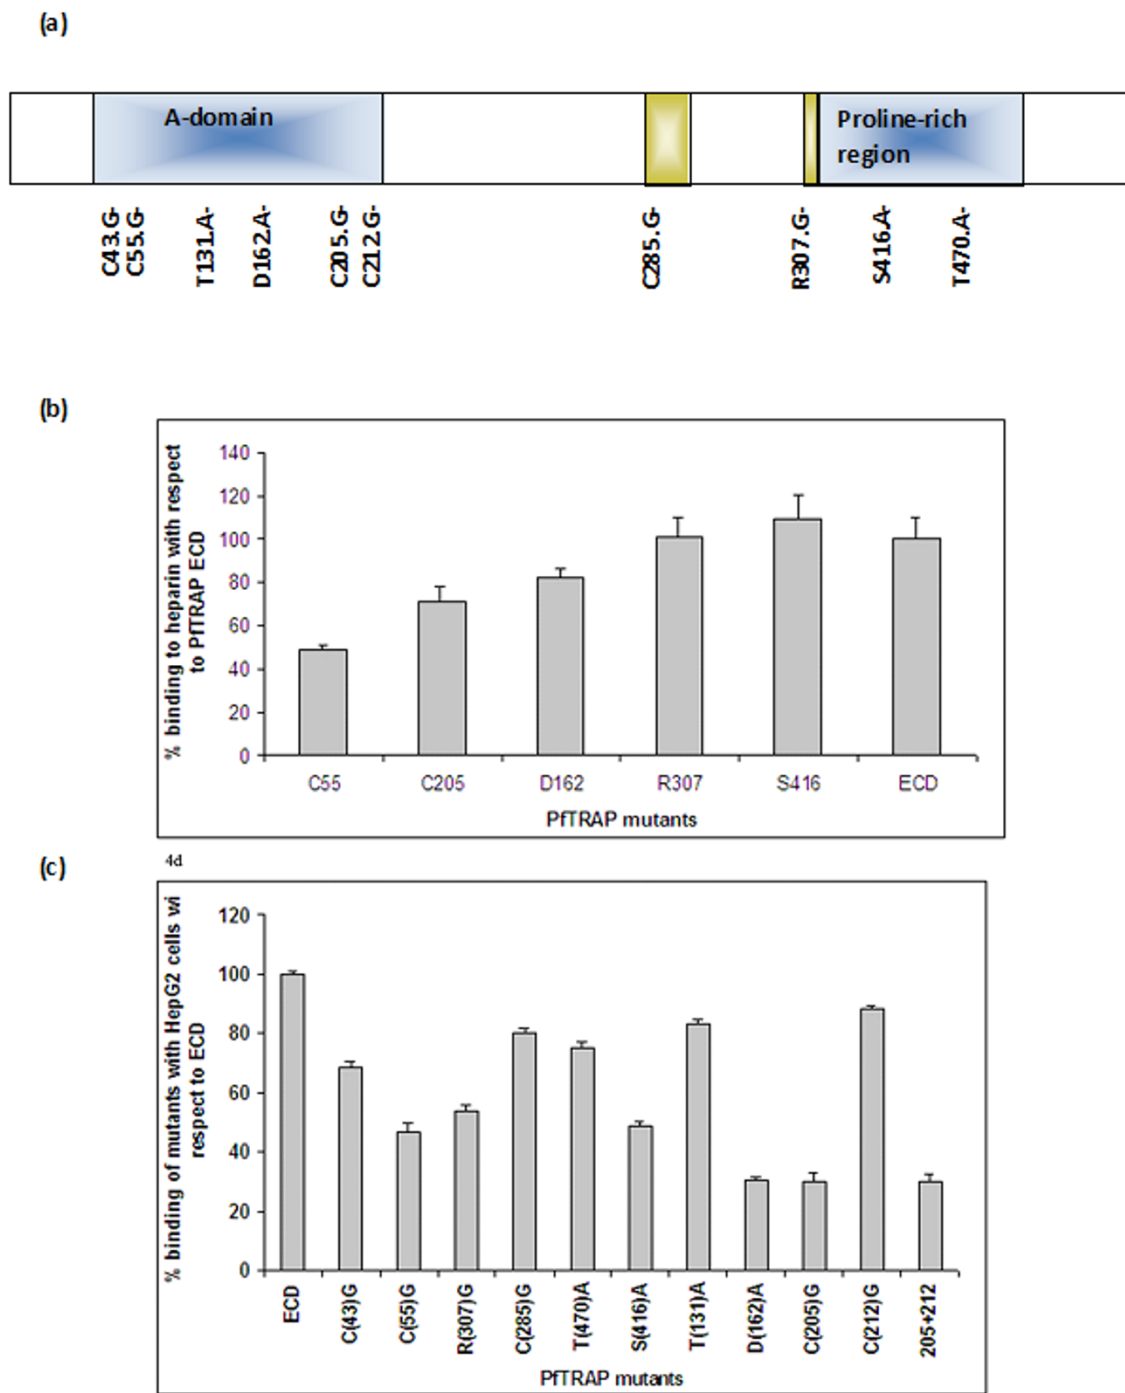 (a)
A-domain
Proline-rich
region
C43.G-
C55.G-
T131.A-
D162.A-
C205.G-
C212.G-
C285.G-
R307.G-
S416.A-
T470.A-
(b)
% binding to heparin with respect
to PfTRAP ECD
140
120
100
80
60
40
20
0
C55 C205 D162 R307 S416 ECD
PfTRAP mutants
(c)
4d
% binding of mutants with HepG2 cells wi
respect to ECD
120
100
80
60
40
20
0
ECD
C(43)G
C(55)G
R(307)G
C(285)G
T(470)A
S(416)A
T(131)A
D(162)A
C(205)G
C(212)G
205+212
PfTRAP mutants